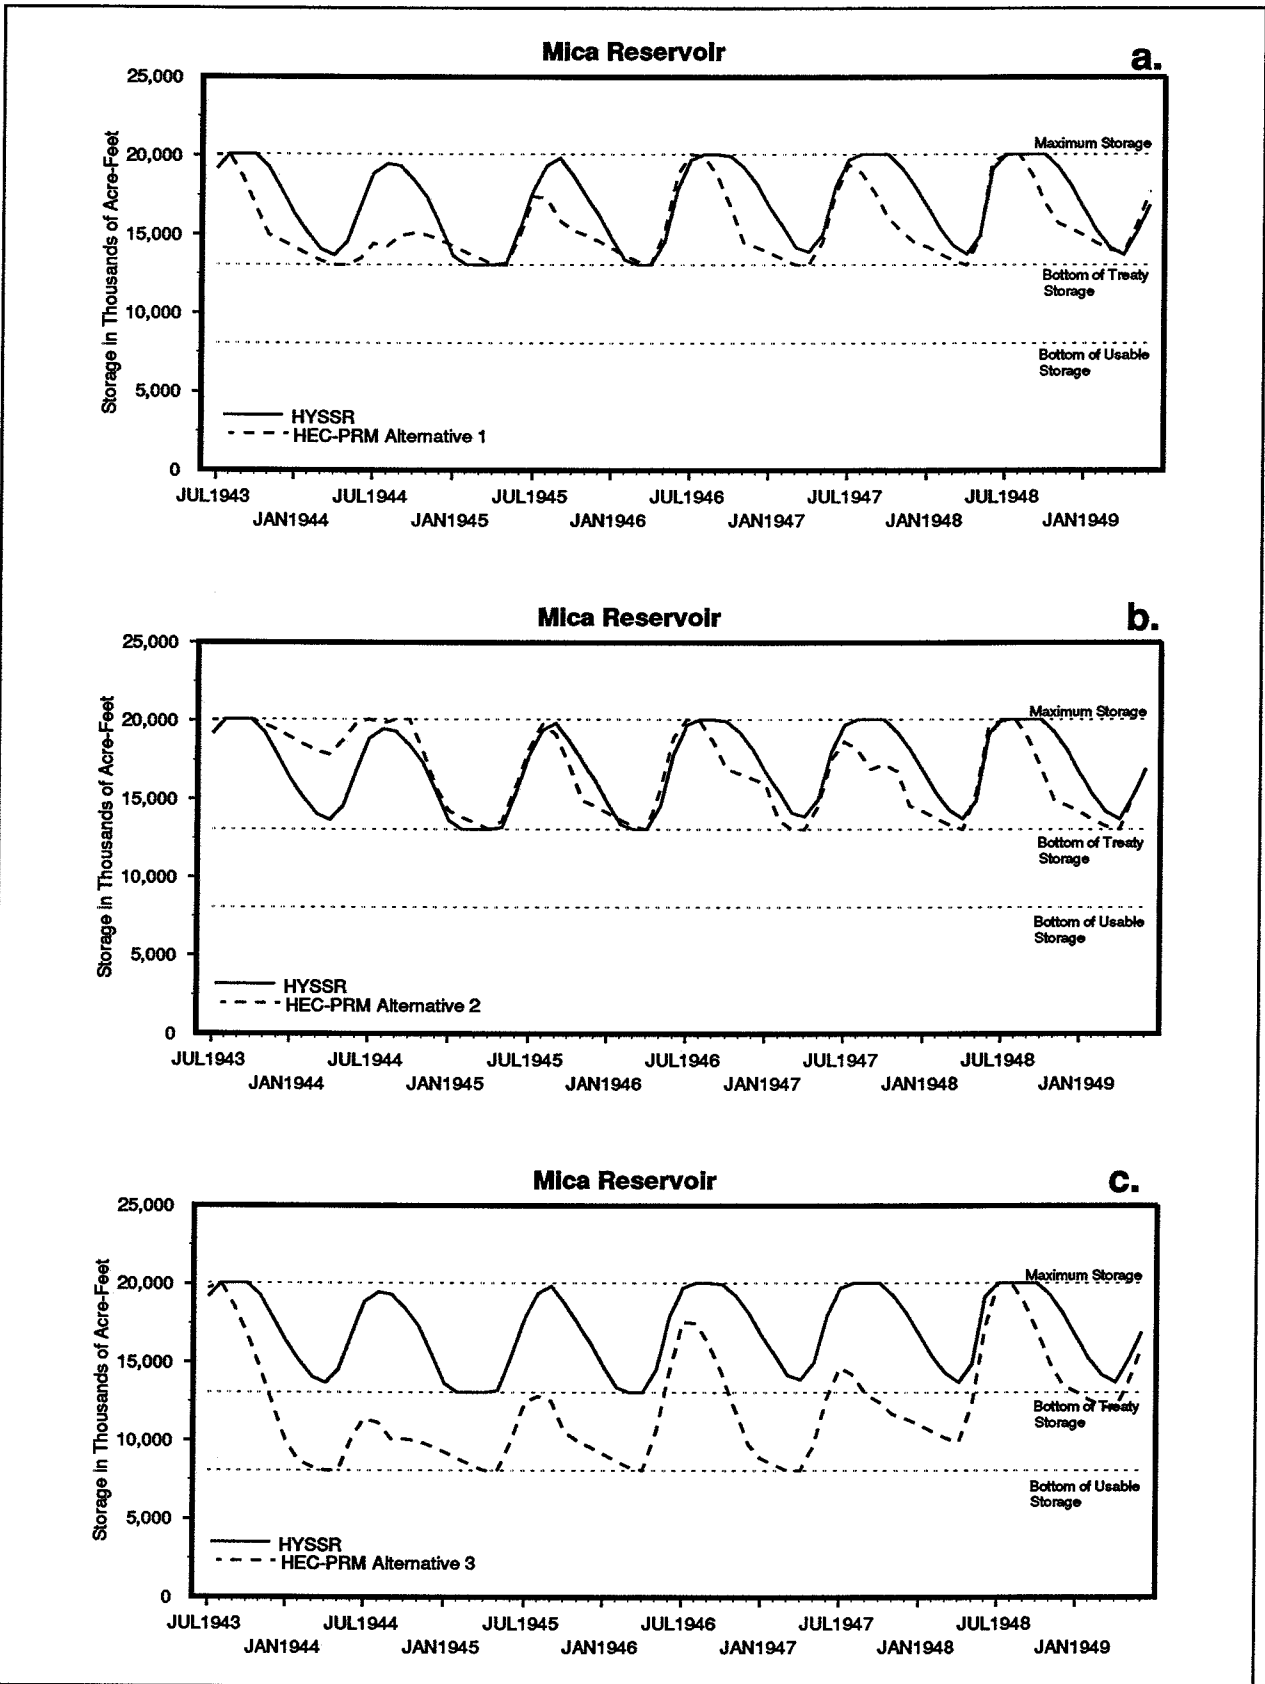 Mica Reservoir
a.
25,000
20,000
15,000
10,000
5,000
0
Storage in Thousands of Acre-Feet
Maximum Storage
Bottom of Treaty
Storage
Bottom of Usable
Storage
HYSSR
HEC-PRM Alternative 1
JUL1943
JUL1944
JUL1945
JUL1946
JUL1947
JUL1948
JAN1944
JAN1945
JAN1946
JAN1947
JAN1948
JAN1949
Mica Reservoir
b.
25,000
20,000
15,000
10,000
5,000
0
Storage in Thousands of Acre-Feet
Maximum Storage
Bottom of Treaty
Storage
Bottom of Usable
Storage
HYSSR
HEC-PRM Alternative 2
JUL1943
JUL1944
JUL1945
JUL1946
JUL1947
JUL1948
JAN1944
JAN1945
JAN1946
JAN1947
JAN1948
JAN1949
Mica Reservoir
c.
25,000
20,000
15,000
10,000
5,000
0
Storage in Thousands of Acre-Feet
Maximum Storage
Bottom of Treaty
Storage
Bottom of Usable
Storage
HYSSR
HEC-PRM Alternative 3
JUL1943
JUL1944
JUL1945
JUL1946
JUL1947
JUL1948
JAN1944
JAN1945
JAN1946
JAN1947
JAN1948
JAN1949